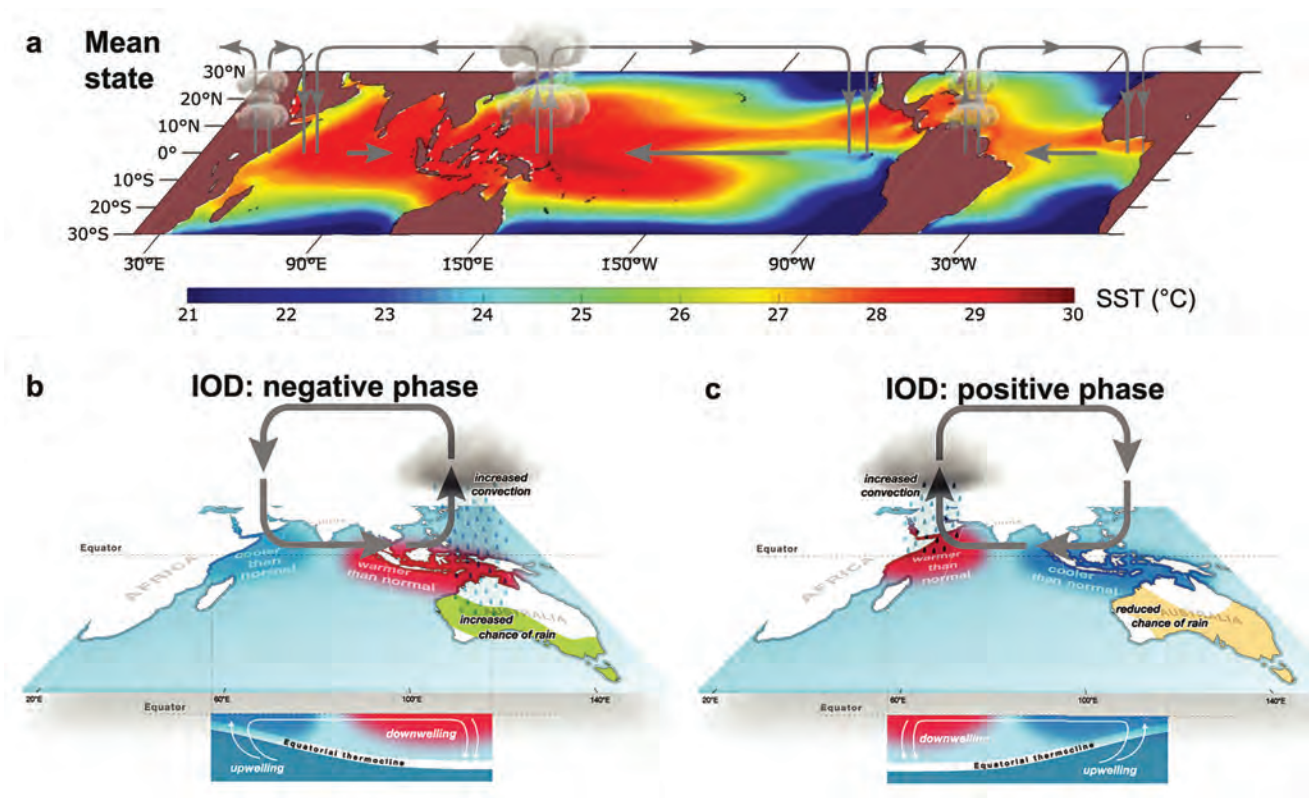 a Mean state
30°N
20°N
10°N
0°
10°S
20°S
30°S
30°E 90°E 150°E 150°W 90°W 30°W
21 22 23 24 25 26 27 28 29 30 SST (°C)
b IOD: negative phase
increased
convection
Equator
AFRICA
cooler
than
normal
warmer
than normal
AUSTRALIA
increased
chance of rain
20°E 60°E 100°E 140°E
Equator
downwelling
Equatorial thermocline
upwelling
c IOD: positive phase
increased
convection
Equator
AFRICA
warmer
than
normal
cooler
than normal
AUSTRALIA
reduced
chance of rain
20°E 60°E 100°E 140°E
Equator
downwelling
Equatorial thermocline
upwelling